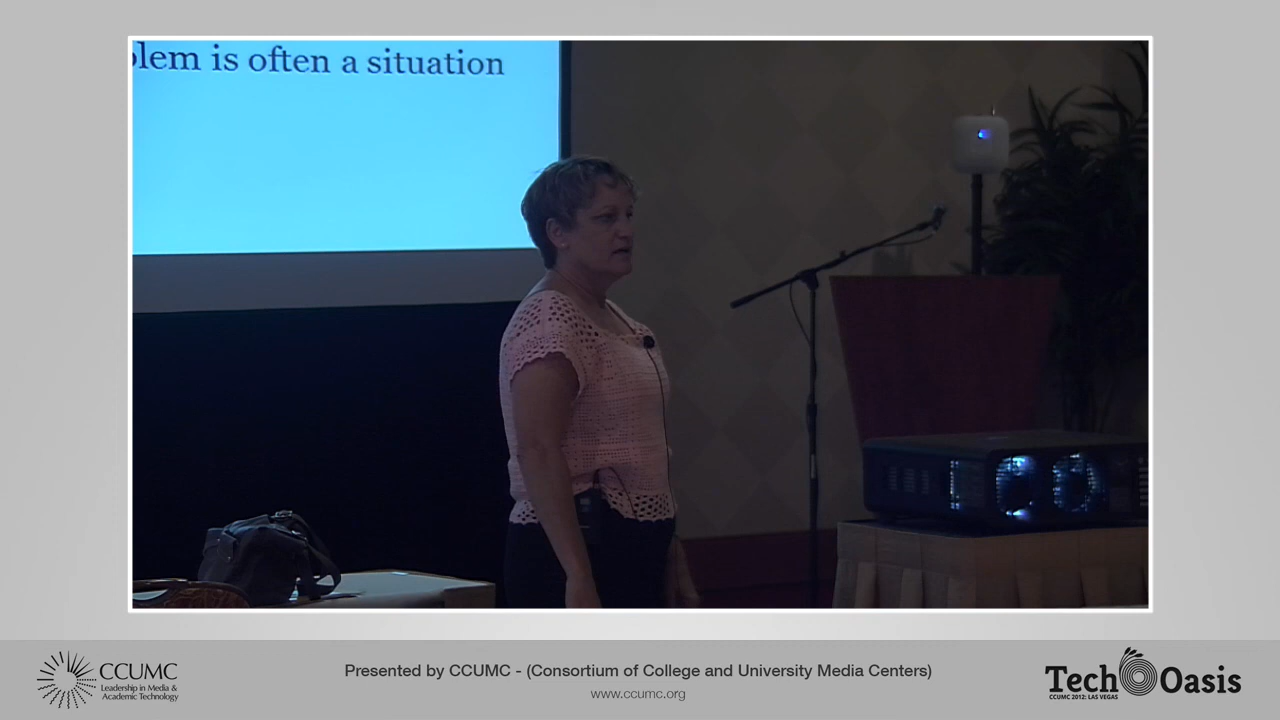 blem is often a situation
CCUMC
Leadership in Media &
Academic Technology
Presented by CCUMC - (Consortium of College and University Media Centers)
www.ccumc.org
Tech Oasis
CCUMC 2012: LAS VEGAS